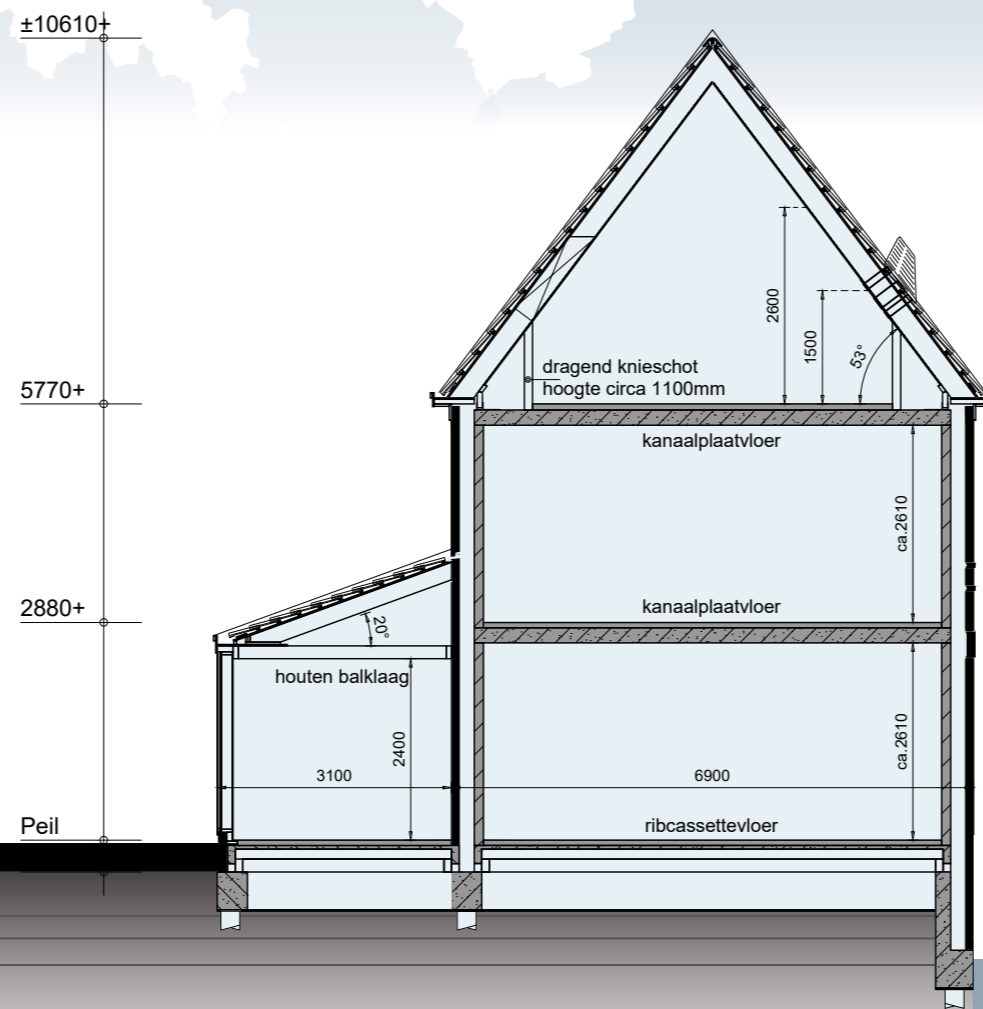 ±10610+
2600
1500
53°
dragend knieschot
hoogte circa 1100mm
5770+
kanaalplaatvloer
ca.2610
2880+
kanaalplaatvloer
20°
houten balklaag
2400
ca.2610
3100
6900
Peil
ribcassettevloer